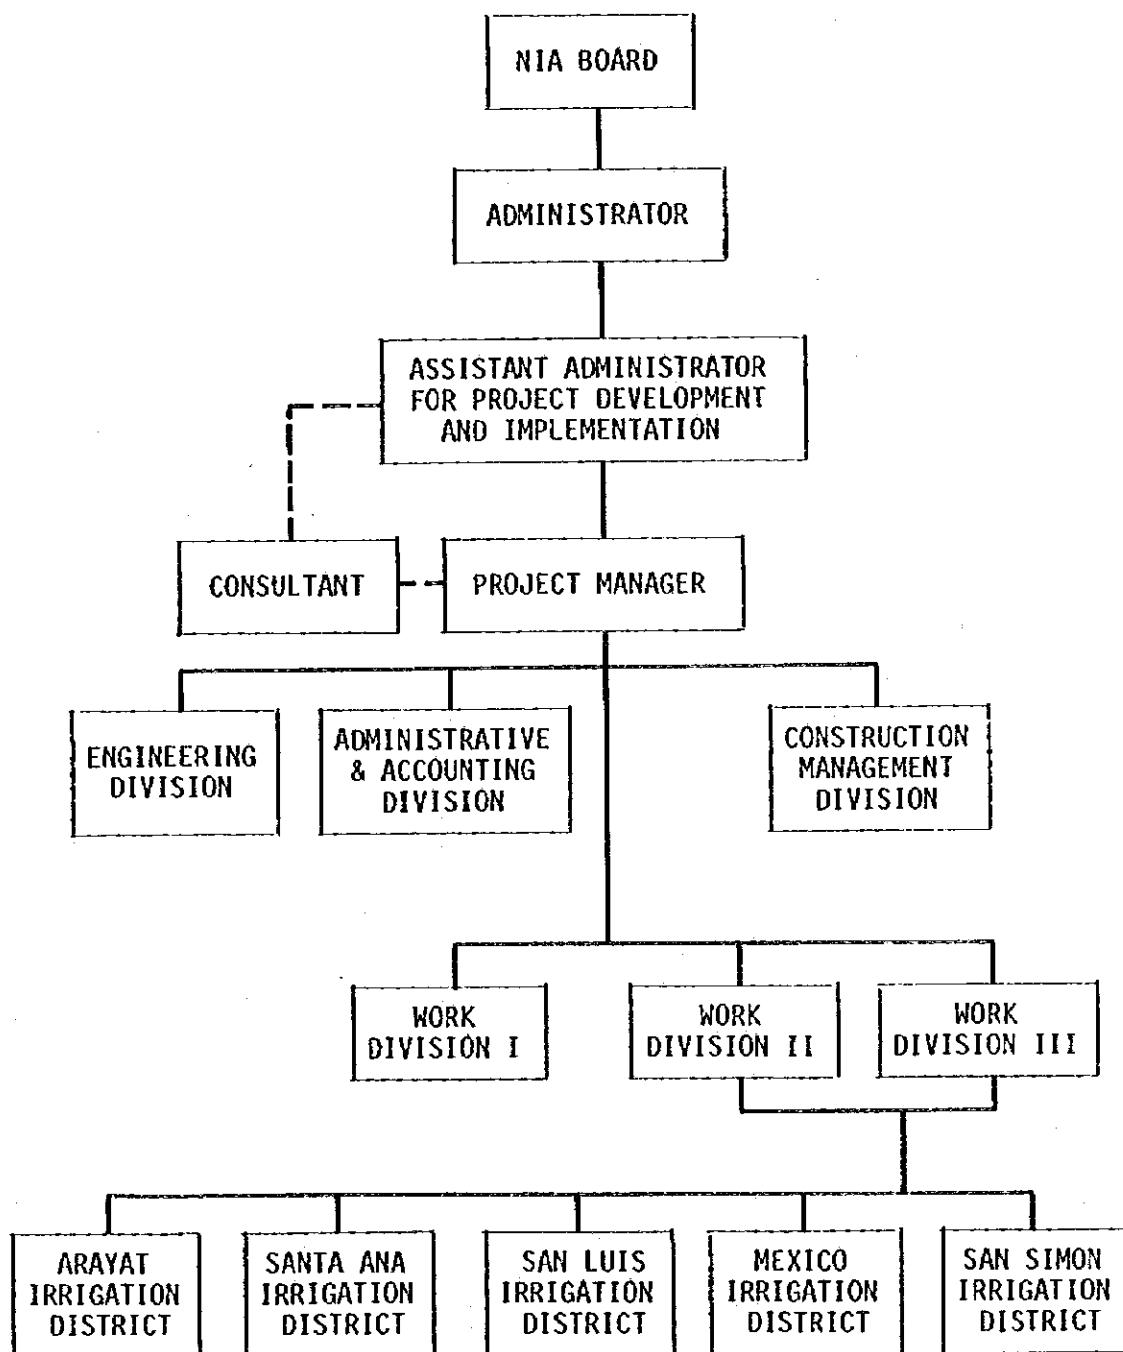 NIA BOARD
ADMINISTRATOR
ASSISTANT ADMINISTRATOR
FOR PROJECT DEVELOPMENT
AND IMPLEMENTATION
CONSULTANT
PROJECT MANAGER
ENGINEERING
DIVISION
ADMINISTRATIVE
& ACCOUNTING
DIVISION
CONSTRUCTION
MANAGEMENT
DIVISION
WORK
DIVISION I
WORK
DIVISION II
WORK
DIVISION III
ARAYAT
IRRIGATION
DISTRICT
SANTA ANA
IRRIGATION
DISTRICT
SAN LUIS
IRRIGATION
DISTRICT
MEXICO
IRRIGATION
DISTRICT
SAN SIMON
IRRIGATION
DISTRICT